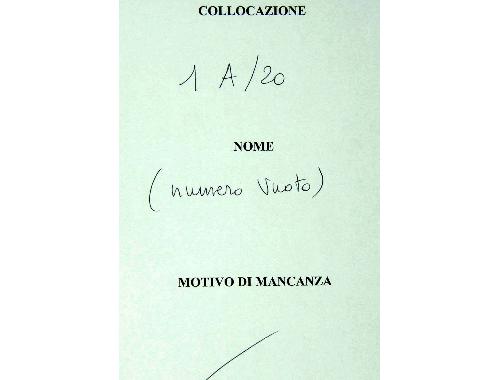 COLLOCAZIONE
1 A/20
NOME
(numero vuoto)
MOTIVO DI MANCANZA